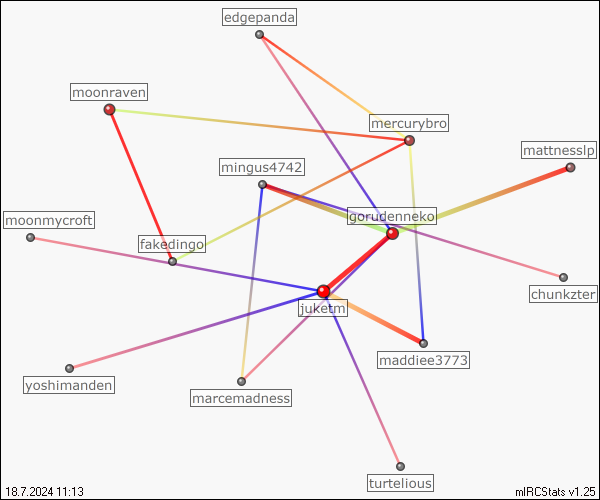 edgepanda
moonraven
mercurybro
mattnesslp
mingus4742
moonmycroft
gorudenneko
fakedingo
chunkzter
juketm
maddiee3773
yoshimanden
marcemadness
turtelious
18.7.2024 11:13
mIRCStats v1.25